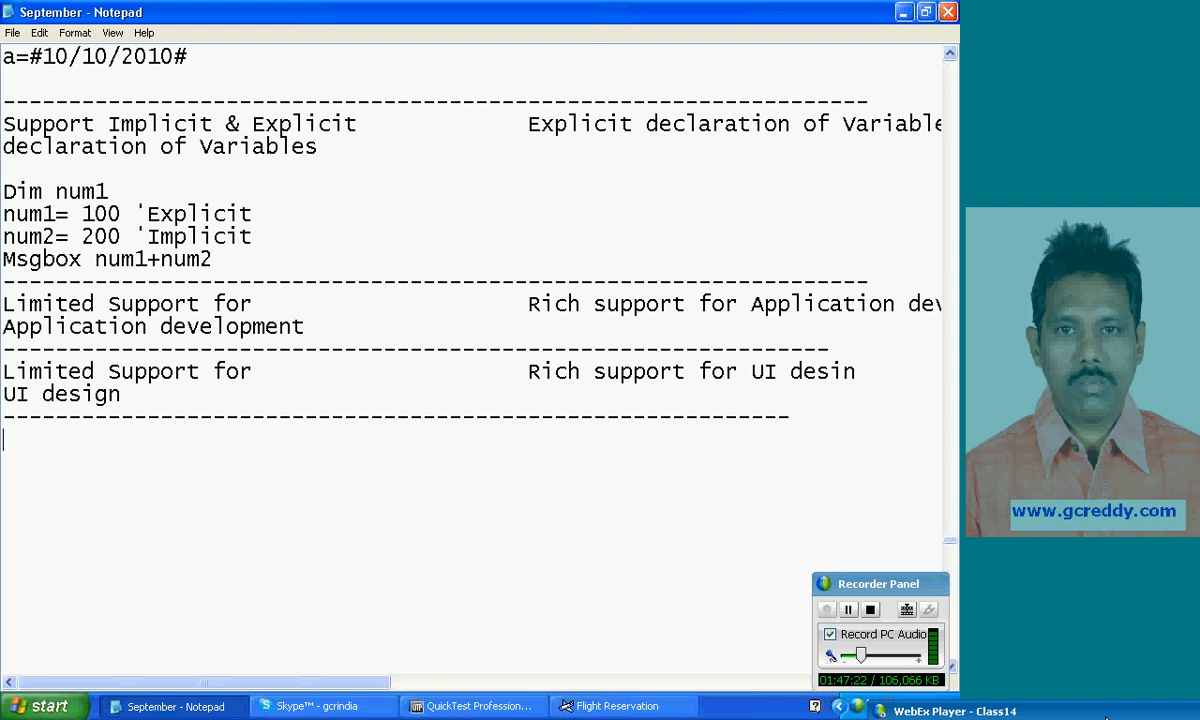 September - Notepad
File Edit Format View Help
a=#10/10/2010#
------------------------------------------------------------------
Support Implicit & Explicit Explicit declaration of Variable
declaration of Variables
Dim num1
num1= 100 'Explicit
num2= 200 'Implicit
Msgbox num1+num2
------------------------------------------------------------------
Limited Support for Rich support for Application dev
Application development
---------------------------------------------------------------
Limited Support for Rich support for UI desin
UI design
------------------------------------------------------------
www.gcreddy.com
Recorder Panel
Record PC Audio
01:47:22 / 106,066 KB
start
September - Notepad
Skype™ - gcrindia
QuickTest Profession...
Flight Reservation
WebEx Player - Class14